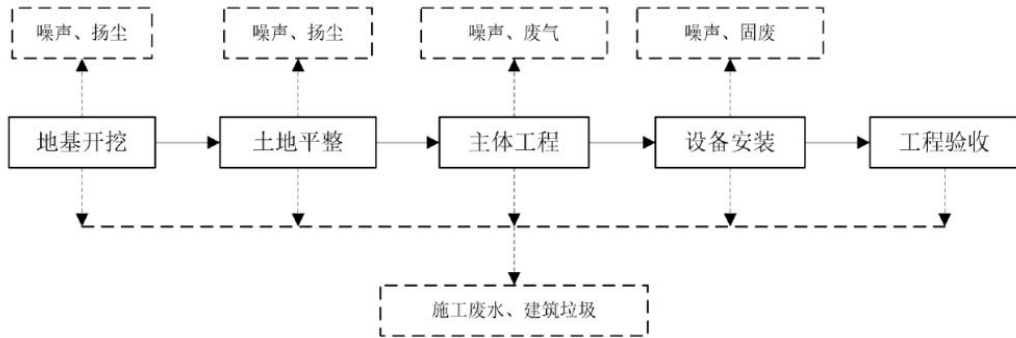 噪声、扬尘
噪声、扬尘
噪声、废气
噪声、固废
地基开挖
土地平整
主体工程
设备安装
工程验收
施工废水、建筑垃圾